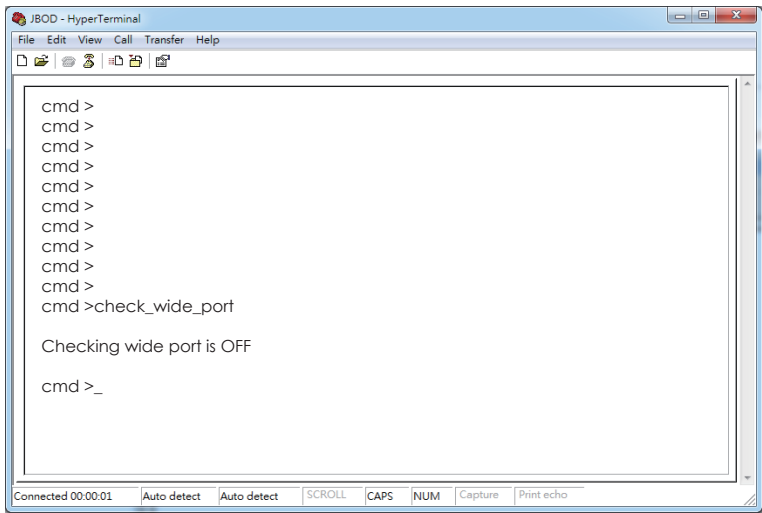 JBOD - HyperTerminal
File Edit View Call Transfer Help
cmd >
cmd >
cmd >
cmd >
cmd >
cmd >
cmd >
cmd >
cmd >
cmd >
cmd >check_wide_port
Checking wide port is OFF
cmd >_
Connected 00:00:01 Auto detect Auto detect SCROLL CAPS NUM Capture Print echo